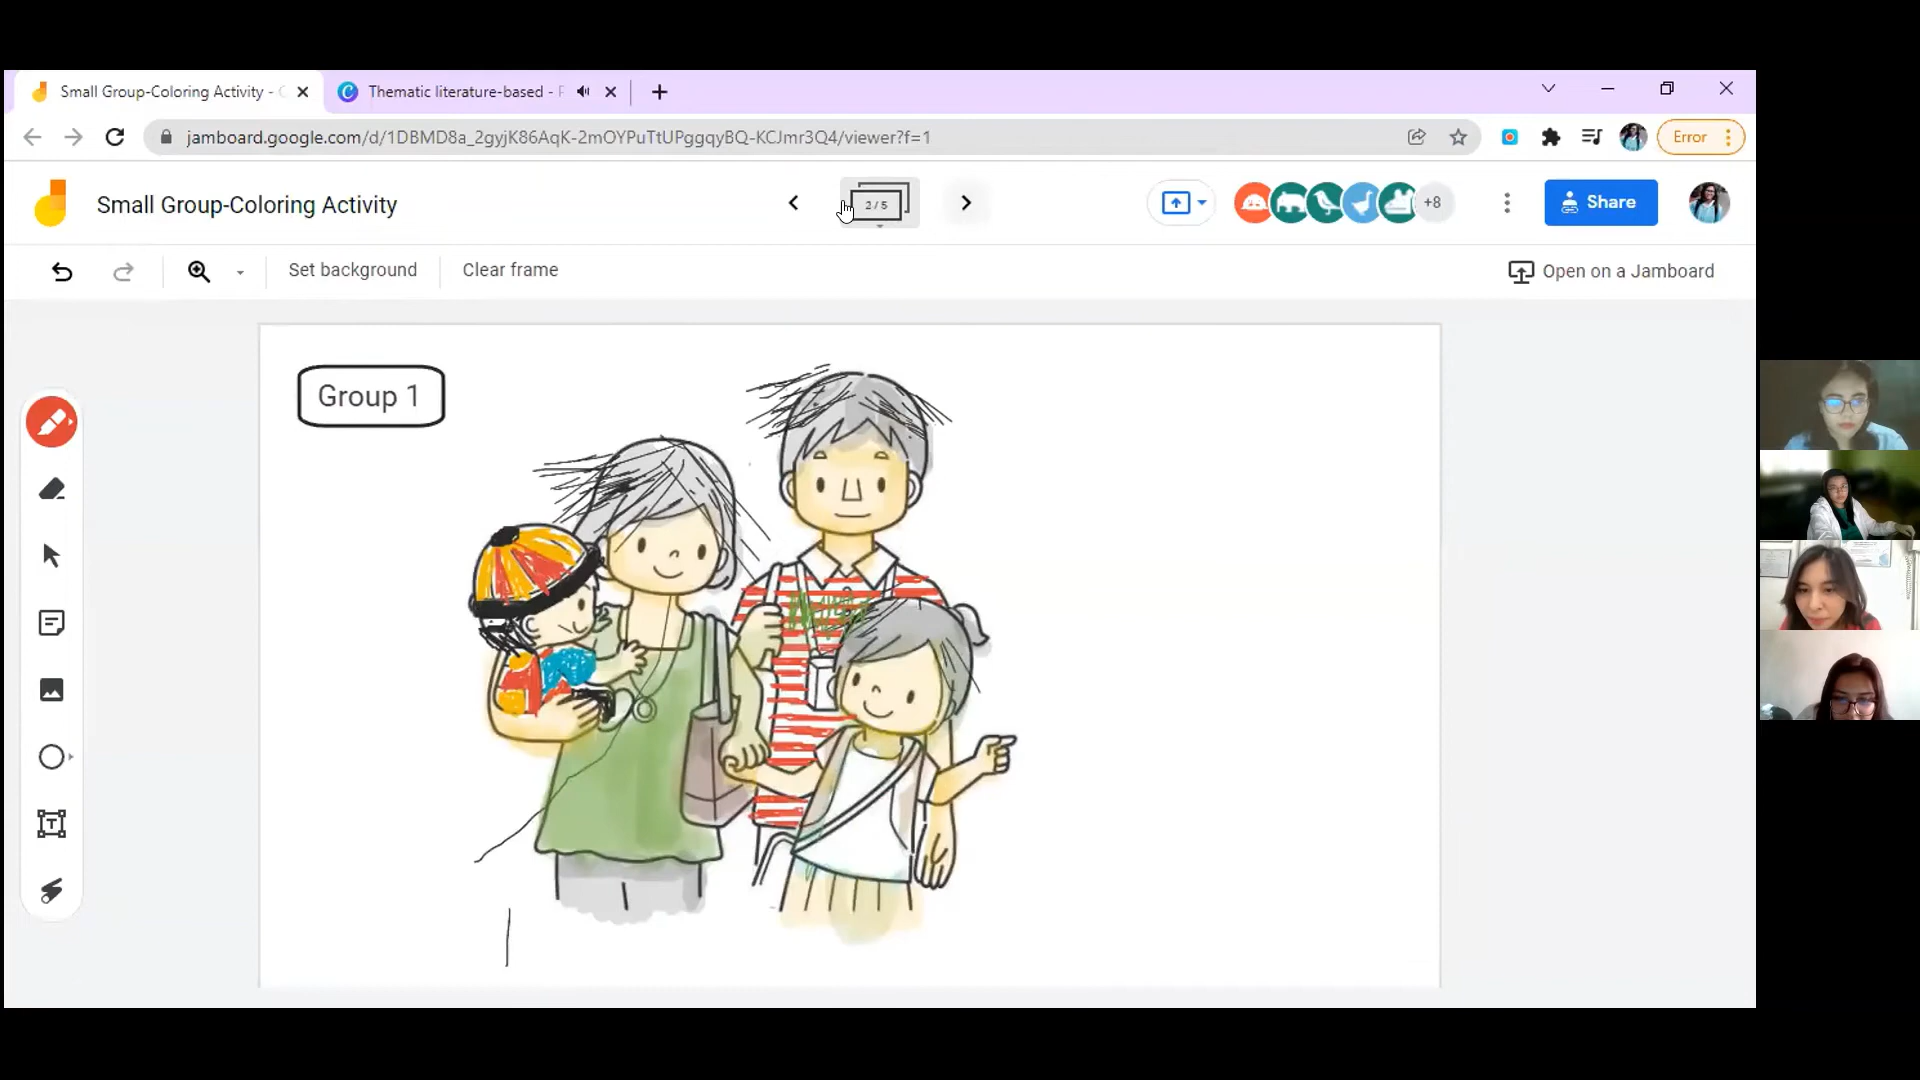 Small Group-Coloring Activity -
Thematic literature-based -
jamboard.google.com/d/1DBMD8a_2gyjK86AqK-2mOYPuTtUPggqyBQ-KCJmr3Q4/viewer?f=1
Error
Small Group-Coloring Activity
2 / 5
+8
Share
Set background
Clear frame
Open on a Jamboard
Group 1